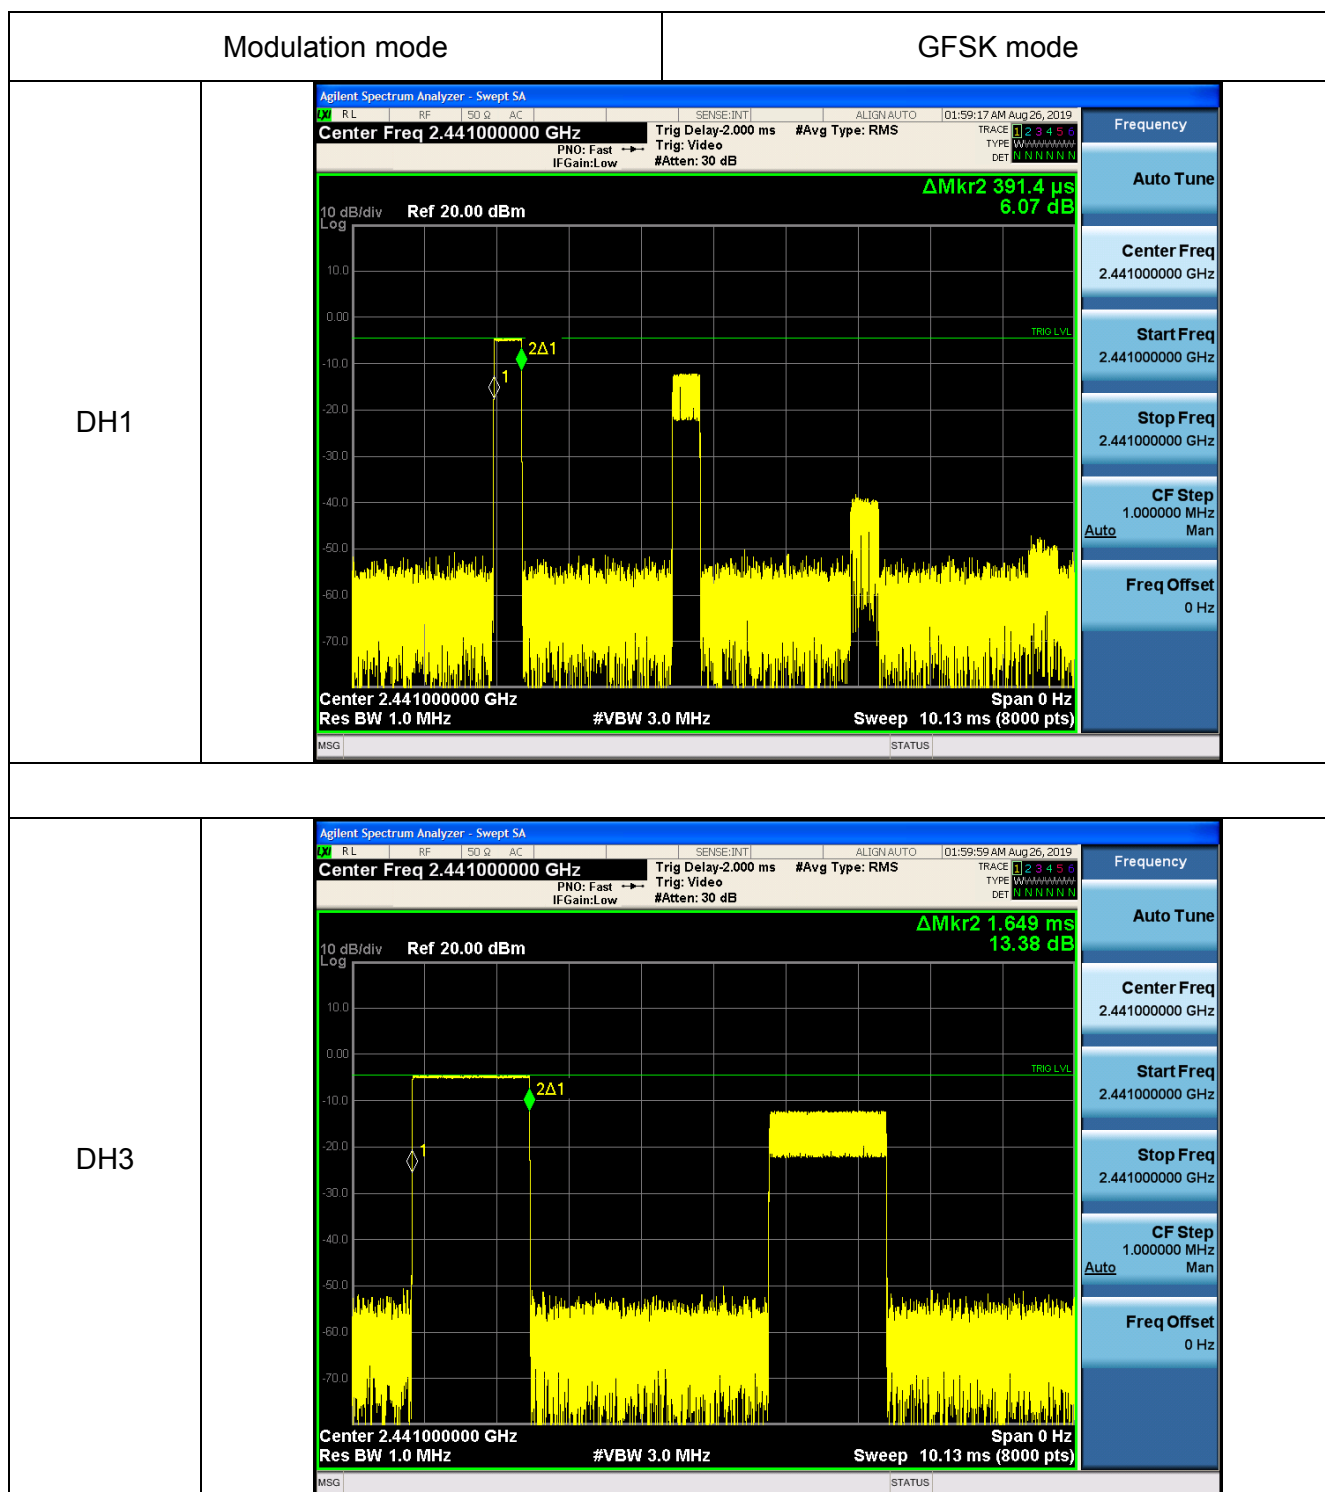 Modulation mode GFSK mode
DH1
Agilent Spectrum Analyzer - Swept SA
LXI RL RF 50 Ω AC SENSE:INT ALIGN AUTO 01:59:17 AM Aug 26, 2019
Center Freq 2.441000000 GHz Trig Delay-2.000 ms #Avg Type: RMS TRACE 1 2 3 4 5 6
PNO: Fast Trig: Video TYPE WWWWWW
IFGain:Low #Atten: 30 dB DET N N N N N N
Frequency
Auto Tune
ΔMkr2 391.4 µs
6.07 dB
10 dB/div Ref 20.00 dBm
Log
10.0
0.00
-10.0
-20.0
-30.0
-40.0
-50.0
-60.0
-70.0
TRIG LVL
2Δ1
1
Center Freq
2.441000000 GHz
Start Freq
2.441000000 GHz
Stop Freq
2.441000000 GHz
CF Step
1.000000 MHz
Auto Man
Freq Offset
0 Hz
Center 2.441000000 GHz Span 0 Hz
Res BW 1.0 MHz #VBW 3.0 MHz Sweep 10.13 ms (8000 pts)
MSG STATUS
DH3
Agilent Spectrum Analyzer - Swept SA
LXI RL RF 50 Ω AC SENSE:INT ALIGN AUTO 01:59:59 AM Aug 26, 2019
Center Freq 2.441000000 GHz Trig Delay-2.000 ms #Avg Type: RMS TRACE 1 2 3 4 5 6
PNO: Fast Trig: Video TYPE WWWWWW
IFGain:Low #Atten: 30 dB DET N N N N N N
Frequency
Auto Tune
ΔMkr2 1.649 ms
13.38 dB
10 dB/div Ref 20.00 dBm
Log
10.0
0.00
-10.0
-20.0
-30.0
-40.0
-50.0
-60.0
-70.0
TRIG LVL
2Δ1
1
Center Freq
2.441000000 GHz
Start Freq
2.441000000 GHz
Stop Freq
2.441000000 GHz
CF Step
1.000000 MHz
Auto Man
Freq Offset
0 Hz
Center 2.441000000 GHz Span 0 Hz
Res BW 1.0 MHz #VBW 3.0 MHz Sweep 10.13 ms (8000 pts)
MSG STATUS